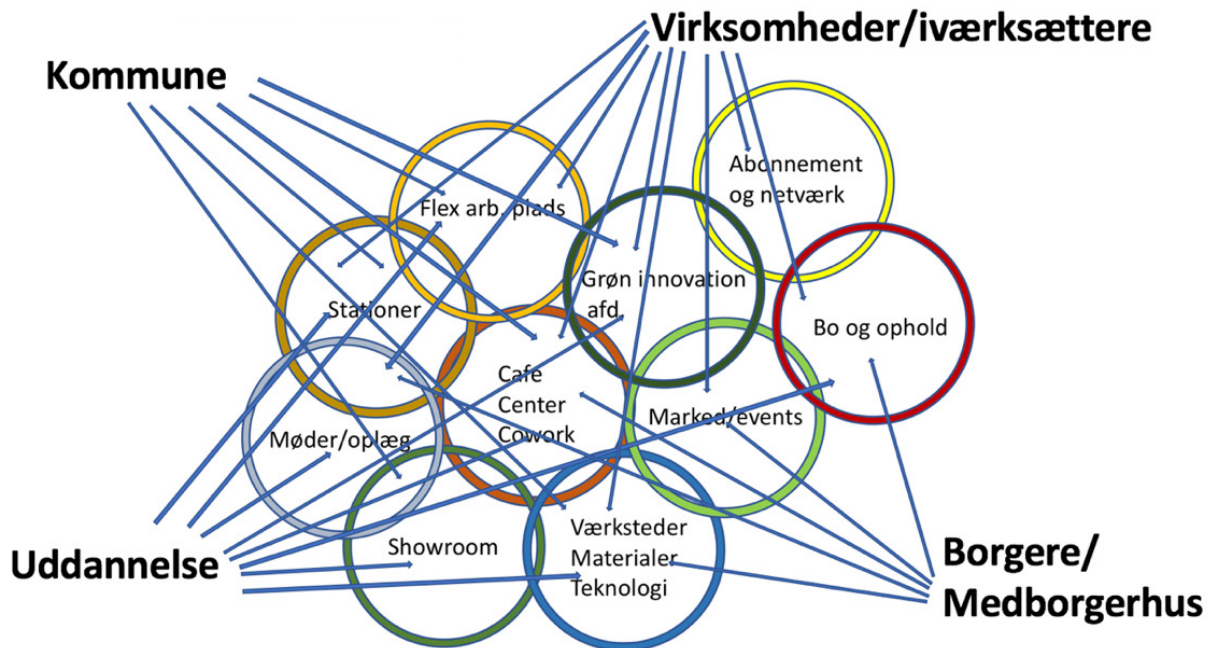 Virksomheder/iværksættere
Kommune
Abonnement
og netværk
Flex arb. plads
Grøn innovation
afd.
Stationer
Bo og ophold
Cafe
Center
Cowork
Marked/events
Møder/oplæg
Showroom
Værksteder
Materialer
Teknologi
Uddannelse
Borgere/
Medborgerhus